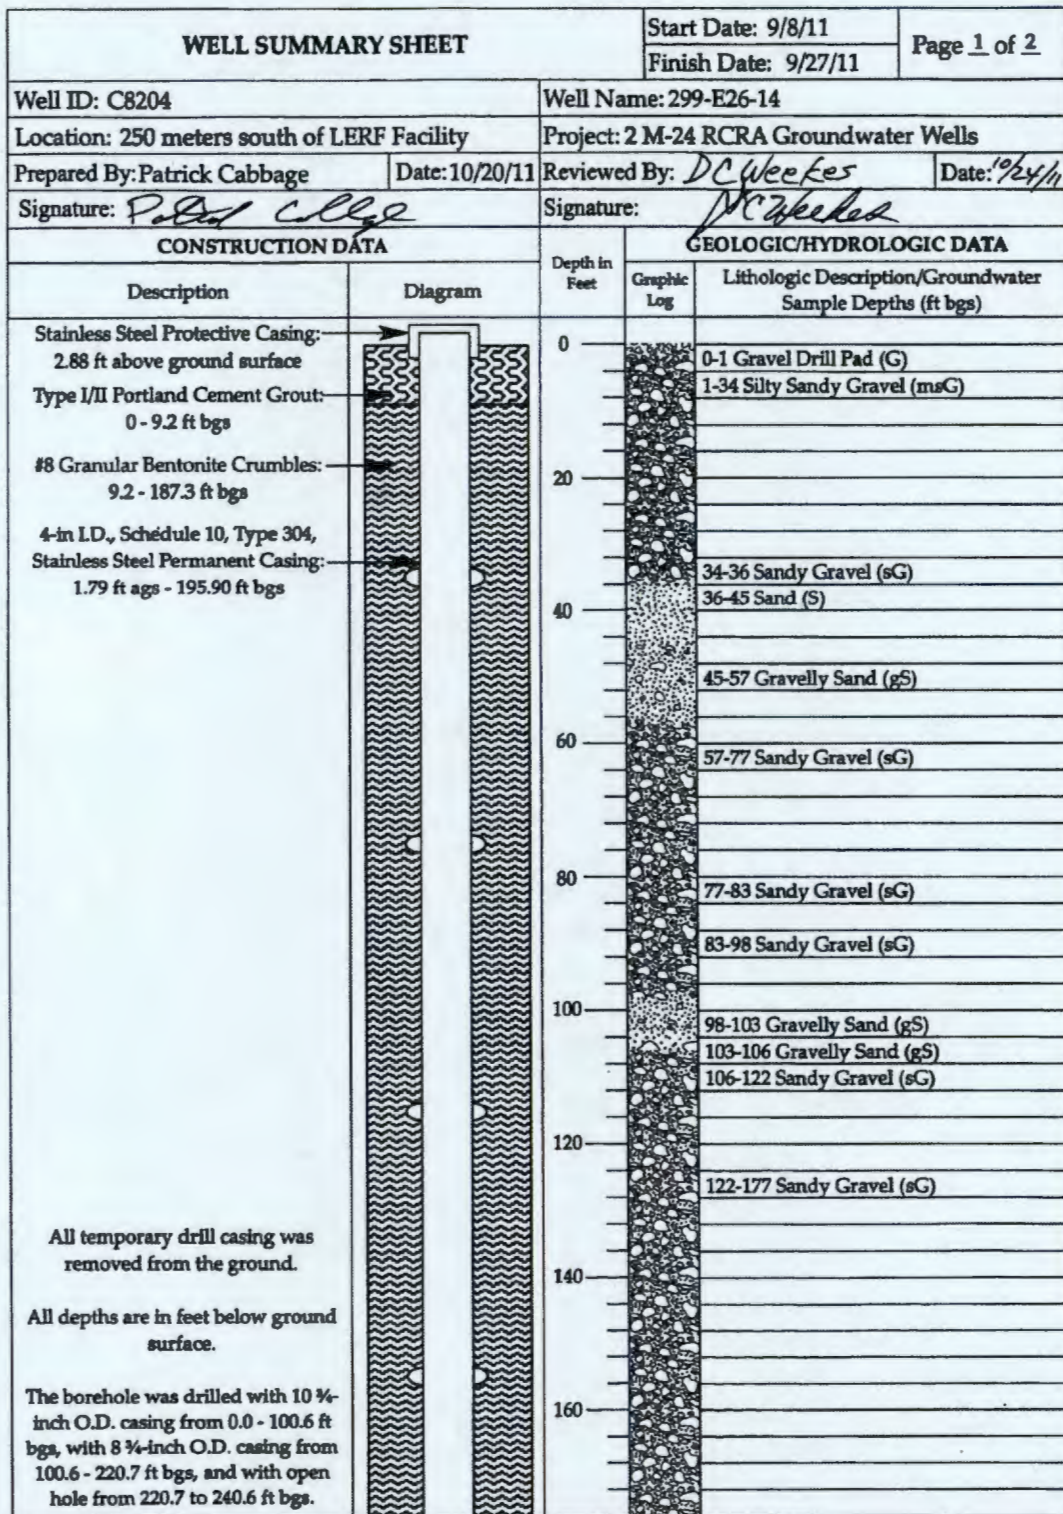 WELL SUMMARY SHEET
Start Date: 9/8/11
Finish Date: 9/27/11
Page 1 of 2
Well ID: C8204
Well Name: 299-E26-14
Location: 250 meters south of LERF Facility
Project: 2 M-24 RCRA Groundwater Wells
Prepared By: Patrick Cabbage
Date: 10/20/11
Reviewed By: DC Weekes
Date: 10/24/11
Signature:
Signature: DC Weekes
CONSTRUCTION DATA
Depth in
Feet
GEOLOGIC/HYDROLOGIC DATA
Description
Diagram
Graphic
Log
Lithologic Description/Groundwater
Sample Depths (ft bgs)
Stainless Steel Protective Casing:
2.88 ft above ground surface
Type I/II Portland Cement Grout:
0 - 9.2 ft bgs
#8 Granular Bentonite Crumbles:
9.2 - 187.3 ft bgs
4-in I.D., Schedule 10, Type 304,
Stainless Steel Permanent Casing:
1.79 ft ags - 195.90 ft bgs
All temporary drill casing was
removed from the ground.
All depths are in feet below ground
surface.
The borehole was drilled with 10 ¾-
inch O.D. casing from 0.0 - 100.6 ft
bgs, with 8 ¾-inch O.D. casing from
100.6 - 220.7 ft bgs, and with open
hole from 220.7 to 240.6 ft bgs.
0
20
40
60
80
100
120
140
160
0-1 Gravel Drill Pad (G)
1-34 Silty Sandy Gravel (msG)
34-36 Sandy Gravel (sG)
36-45 Sand (S)
45-57 Gravelly Sand (gS)
57-77 Sandy Gravel (sG)
77-83 Sandy Gravel (sG)
83-98 Sandy Gravel (sG)
98-103 Gravelly Sand (gS)
103-106 Gravelly Sand (gS)
106-122 Sandy Gravel (sG)
122-177 Sandy Gravel (sG)